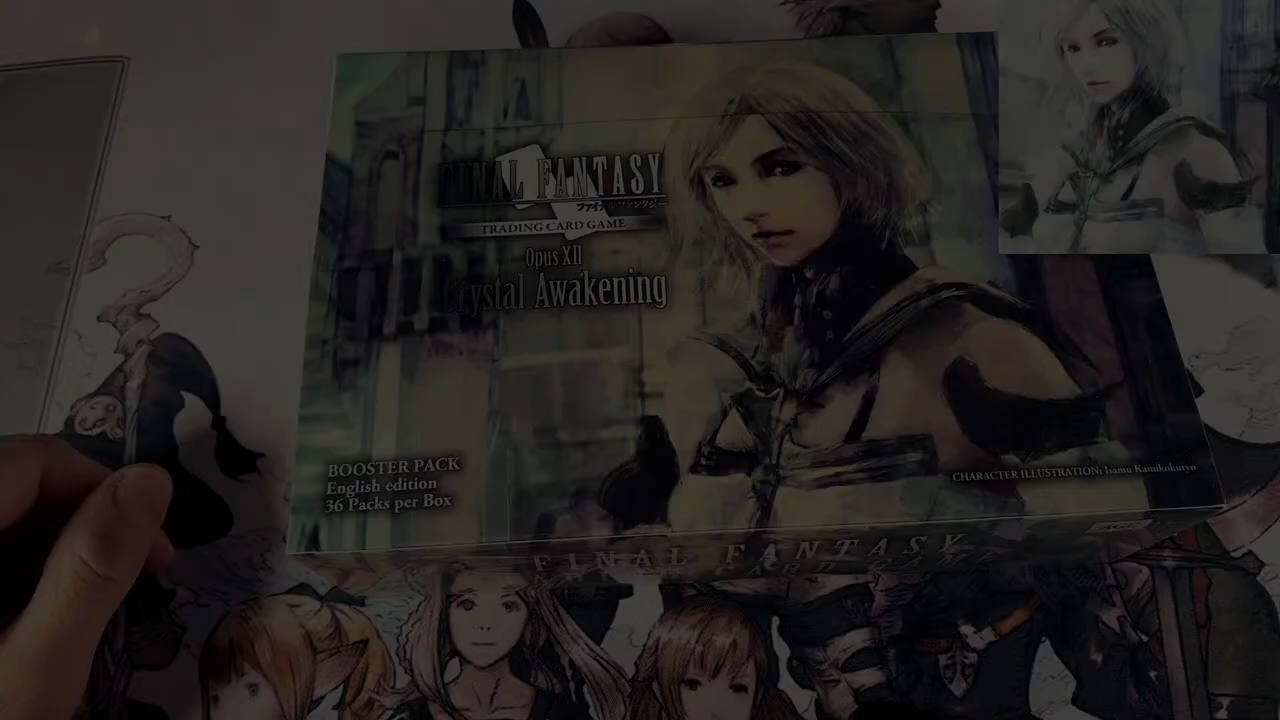 FINAL FANTASY
ファイナルファンタジー
TRADING CARD GAME
Opus XII
Crystal Awakening
BOOSTER PACK
English edition
36 Packs per Box
CHARACTER ILLUSTRATION: Isamu Kamikokuryo
FINAL FANTASY